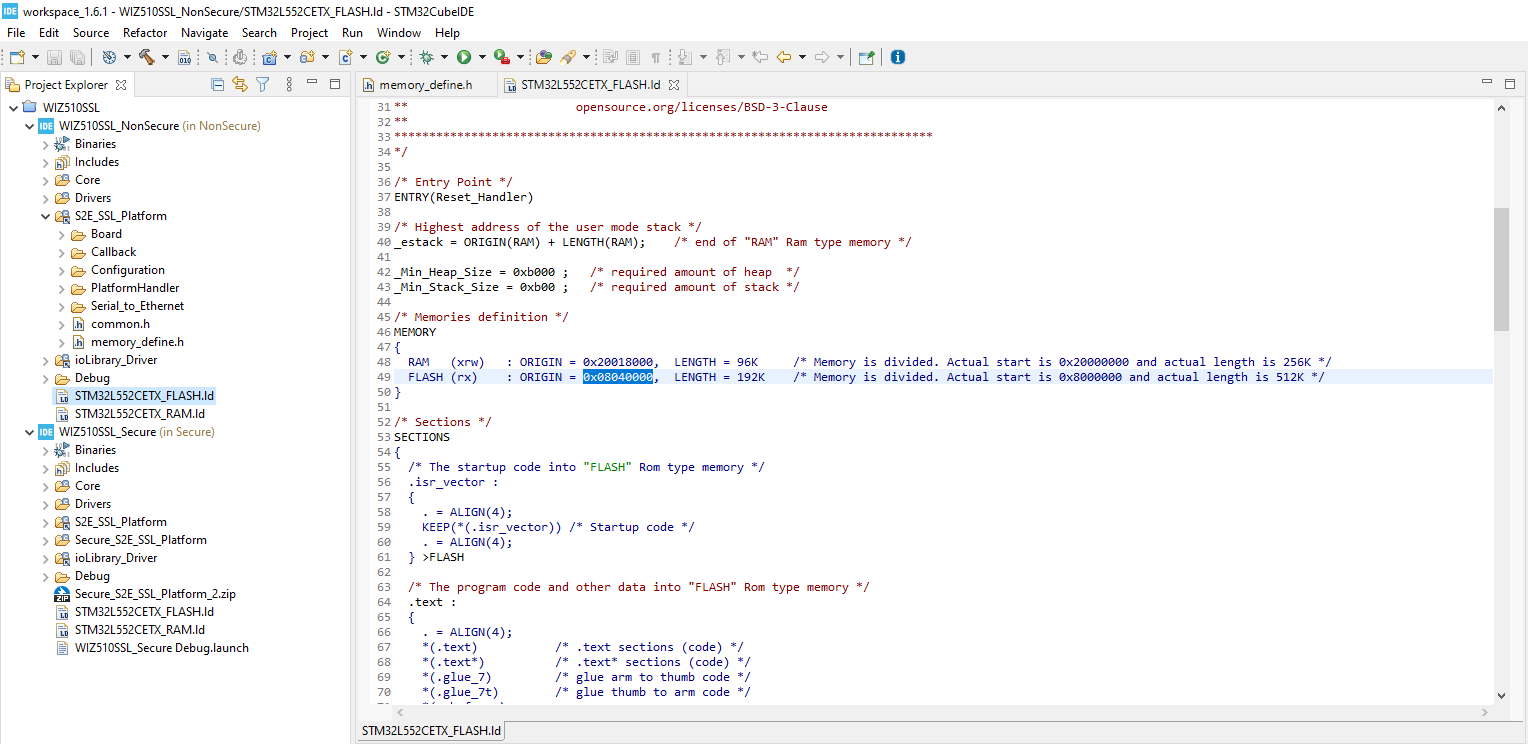 IDE workspace_1.6.1 - WIZ510SSL_NonSecure/STM32L552CETX_FLASH.ld - STM32CubeIDE
File Edit Source Refactor Navigate Search Project Run Window Help
Project Explorer
WIZ510SSL
IDE WIZ510SSL_NonSecure (in NonSecure)
Binaries
Includes
Core
Drivers
S2E_SSL_Platform
Board
Callback
Configuration
PlatformHandler
Serial_to_Ethernet
common.h
memory_define.h
ioLibrary_Driver
Debug
STM32L552CETX_FLASH.ld
STM32L552CETX_RAM.ld
IDE WIZ510SSL_Secure (in Secure)
Binaries
Includes
Core
Drivers
S2E_SSL_Platform
Secure_S2E_SSL_Platform
ioLibrary_Driver
Debug
Secure_S2E_SSL_Platform_2.zip
STM32L552CETX_FLASH.ld
STM32L552CETX_RAM.ld
WIZ510SSL_Secure Debug.launch
memory_define.h STM32L552CETX_FLASH.ld
31 ** opensource.org/licenses/BSD-3-Clause
32 **
33 *****************************************************************************
34 */
35
36 /* Entry Point */
37 ENTRY(Reset_Handler)
38
39 /* Highest address of the user mode stack */
40 _estack = ORIGIN(RAM) + LENGTH(RAM); /* end of "RAM" Ram type memory */
41
42 _Min_Heap_Size = 0xb000 ; /* required amount of heap */
43 _Min_Stack_Size = 0xb00 ; /* required amount of stack */
44
45 /* Memories definition */
46 MEMORY
47 {
48 RAM (xrw) : ORIGIN = 0x20018000, LENGTH = 96K /* Memory is divided. Actual start is 0x20000000 and actual length is 256K */
49 FLASH (rx) : ORIGIN = 0x08040000, LENGTH = 192K /* Memory is divided. Actual start is 0x8000000 and actual length is 512K */
50 }
51
52 /* Sections */
53 SECTIONS
54 {
55 /* The startup code into "FLASH" Rom type memory */
56 .isr_vector :
57 {
58 . = ALIGN(4);
59 KEEP(*(.isr_vector)) /* Startup code */
60 . = ALIGN(4);
61 } >FLASH
62
63 /* The program code and other data into "FLASH" Rom type memory */
64 .text :
65 {
66 . = ALIGN(4);
67 *(.text) /* .text sections (code) */
68 *(.text*) /* .text* sections (code) */
69 *(.glue_7) /* glue arm to thumb code */
70 *(.glue_7t) /* glue thumb to arm code */
STM32L552CETX_FLASH.ld